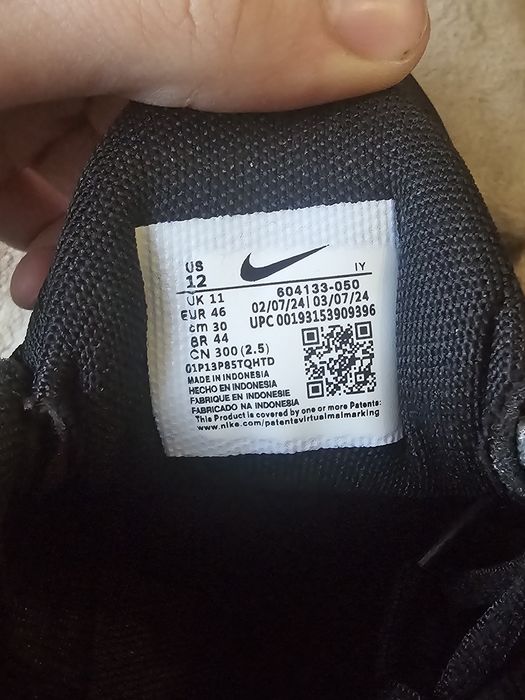 US
12
IY
UK 11
604133-050
EUR 46
02/07/24 | 03/07/24
cm 30
UPC 00193153909396
BR 44
CN 300 (2.5)
01P13P85TQHTD
MADE IN INDONESIA
HECHO EN INDONESIA
FABRIQUE EN INDONESIE
FABRICADO NA INDONESIA
This Product is covered by one or more Patents:
www.nike.com/patentsvirtualmalmarking